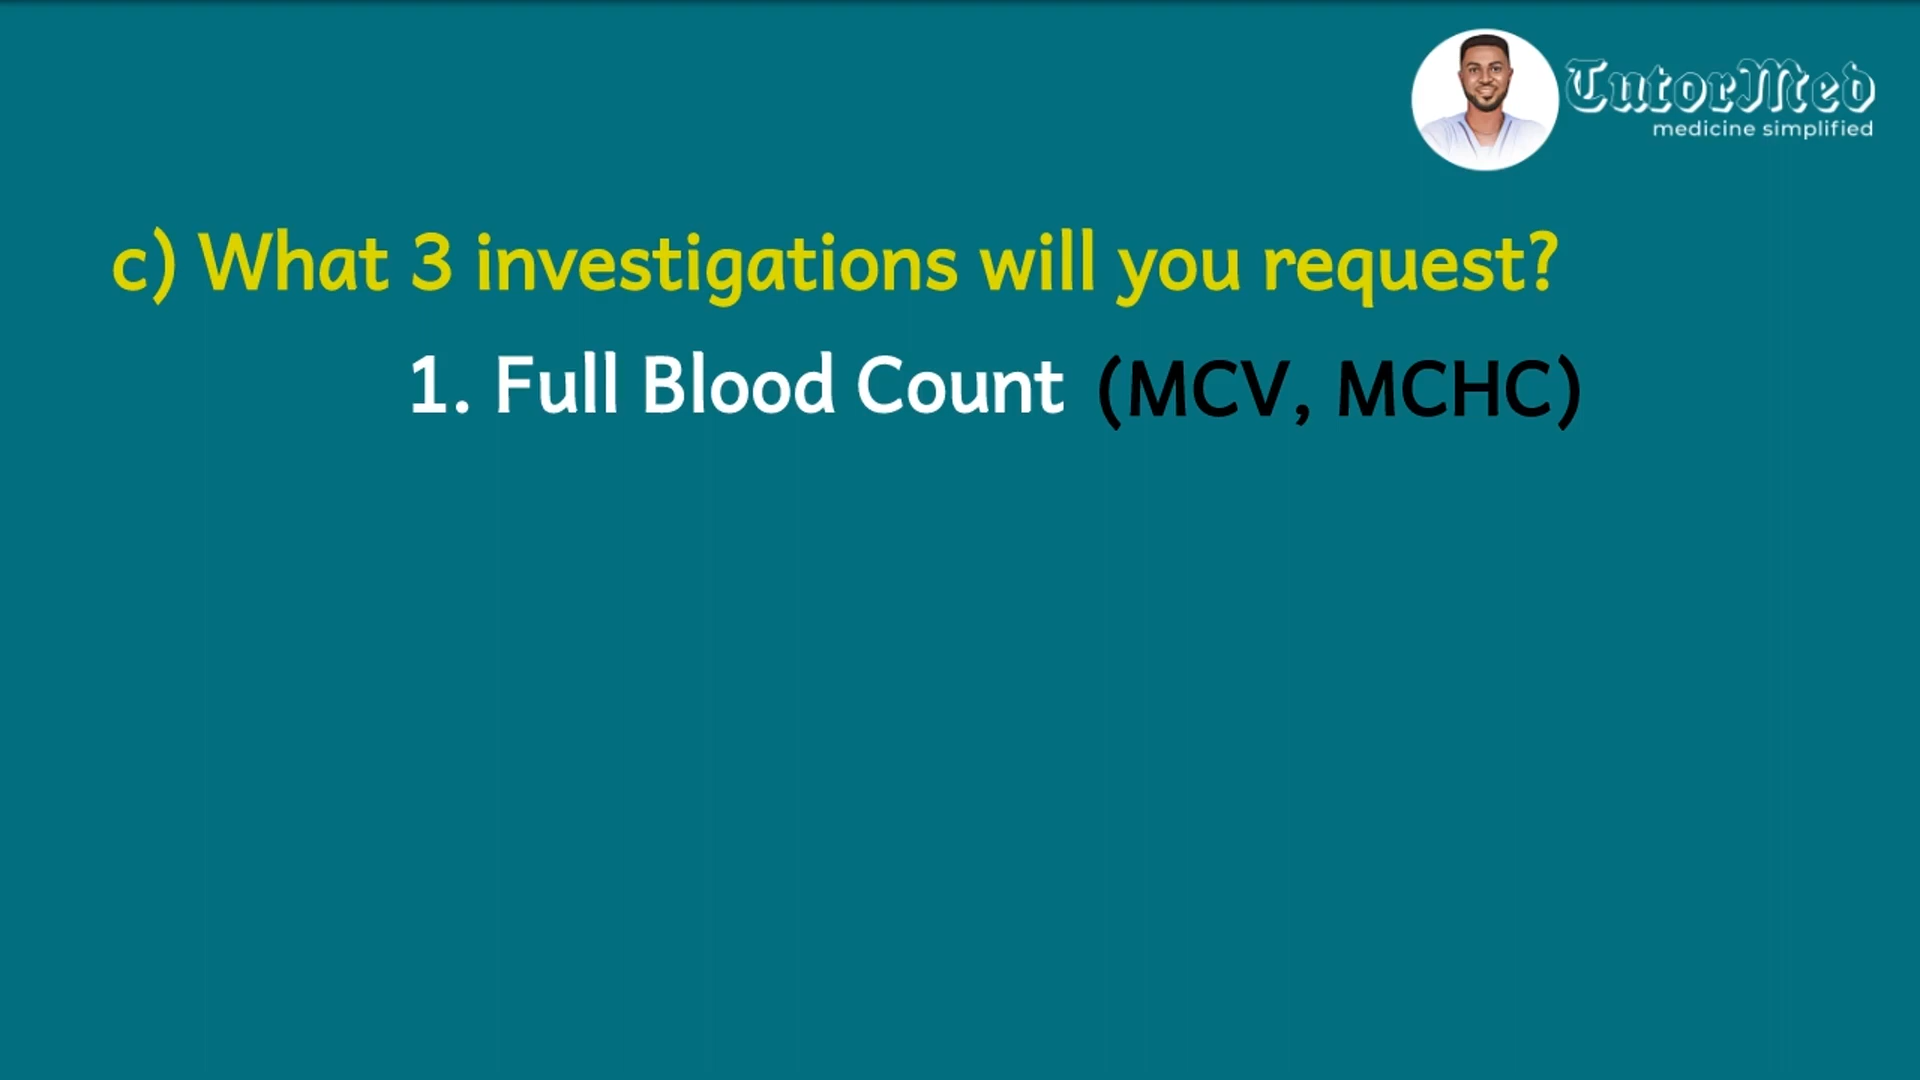 TutorMed
medicine simplified
c) What 3 investigations will you request?
1. Full Blood Count (MCV, MCHC)